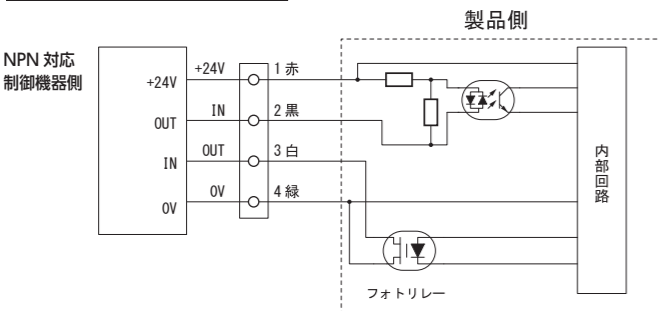 製品側
NPN 対応
制御機器側
+24V
OUT
IN
0V
+24V
IN
OUT
0V
1 赤
2 黒
3 白
4 緑
内部回路
フォトリレー